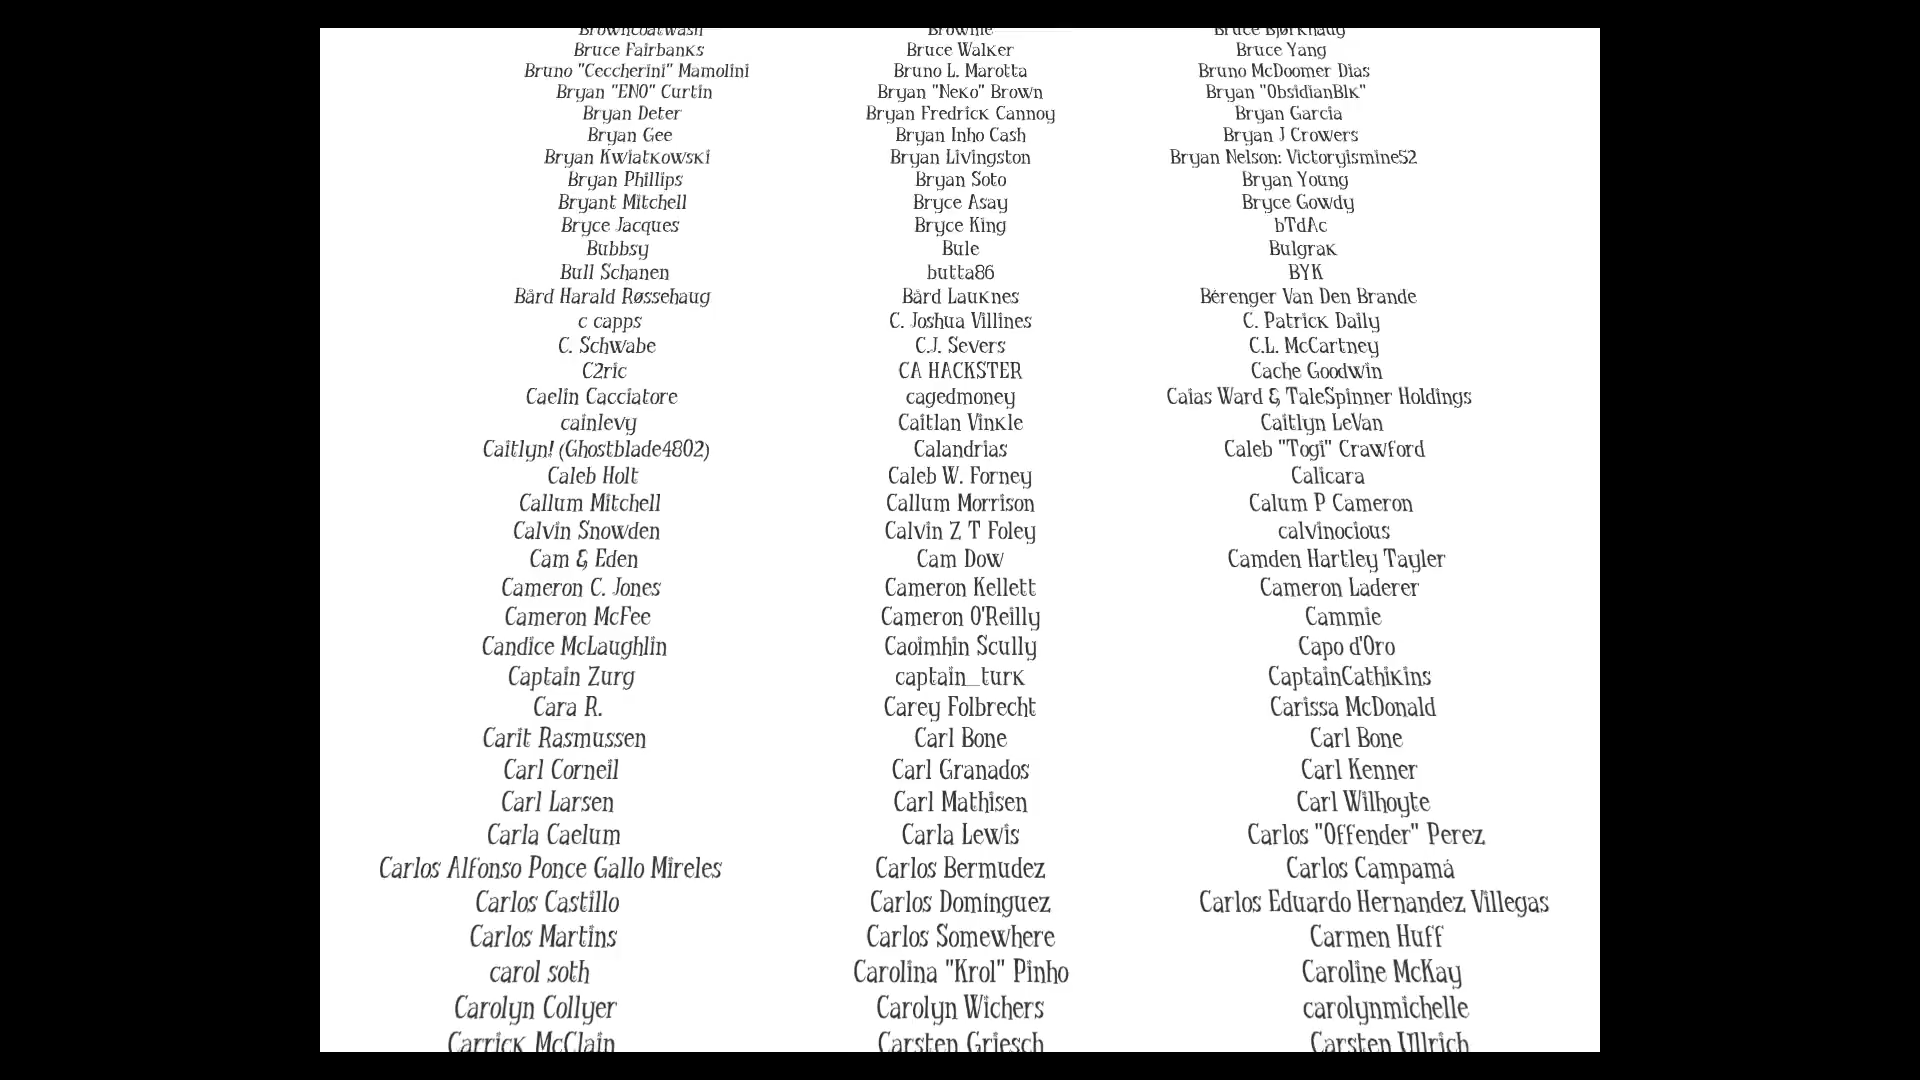 Browncoatwash Brownie Bruce Bjørkhaug
Bruce Fairbanks Bruce Walker Bruce Yang
Bruno "Ceccherini" Mamolini Bruno L. Marotta Bruno McDoomer Dias
Bryan "ENO" Curtin Bryan "Neko" Brown Bryan "ObsidianBlk"
Bryan Deter Bryan Fredrick Cannoy Bryan Garcia
Bryan Gee Bryan Inho Cash Bryan J Crowers
Bryan Kwiatkowski Bryan Livingston Bryan Nelson: Victoryismine52
Bryan Phillips Bryan Soto Bryan Young
Bryant Mitchell Bryce Asay Bryce Gowdy
Bryce Jacques Bryce King bTdAc
Bubbsy Bule Bulgrak
Bull Schanen butta86 BYK
Bård Harald Røssehaug Bård Lauknes Bérenger Van Den Brande
c capps C. Joshua Villines C. Patrick Daily
C. Schwabe C.J. Severs C.L. McCartney
C2ric CA HACKSTER Cache Goodwin
Caelin Cacciatore cagedmoney Caias Ward & TaleSpinner Holdings
cainlevy Caitlan Vinkle Caitlyn LeVan
Caitlyn! (Ghostblade4802) Calandrias Caleb "Togi" Crawford
Caleb Holt Caleb W. Forney Calicara
Callum Mitchell Callum Morrison Calum P Cameron
Calvin Snowden Calvin Z T Foley calvinocious
Cam & Eden Cam Dow Camden Hartley Tayler
Cameron C. Jones Cameron Kellett Cameron Laderer
Cameron McFee Cameron O'Reilly Cammie
Candice McLaughlin Caoimhin Scully Capo d'Oro
Captain Zurg captain_turk CaptainCathikins
Cara R. Carey Folbrecht Carissa McDonald
Carit Rasmussen Carl Bone Carl Bone
Carl Corneil Carl Granados Carl Kenner
Carl Larsen Carl Mathisen Carl Wilhoyte
Carla Caelum Carla Lewis Carlos "Offender" Perez
Carlos Alfonso Ponce Gallo Mireles Carlos Bermudez Carlos Campamá
Carlos Castillo Carlos Domínguez Carlos Eduardo Hernandez Villegas
Carlos Martins Carlos Somewhere Carmen Huff
carol soth Carolina "Krol" Pinho Caroline McKay
Carolyn Collyer Carolyn Wichers carolynmichelle
Carrick McClain Carsten Griesch Carsten Ullrich